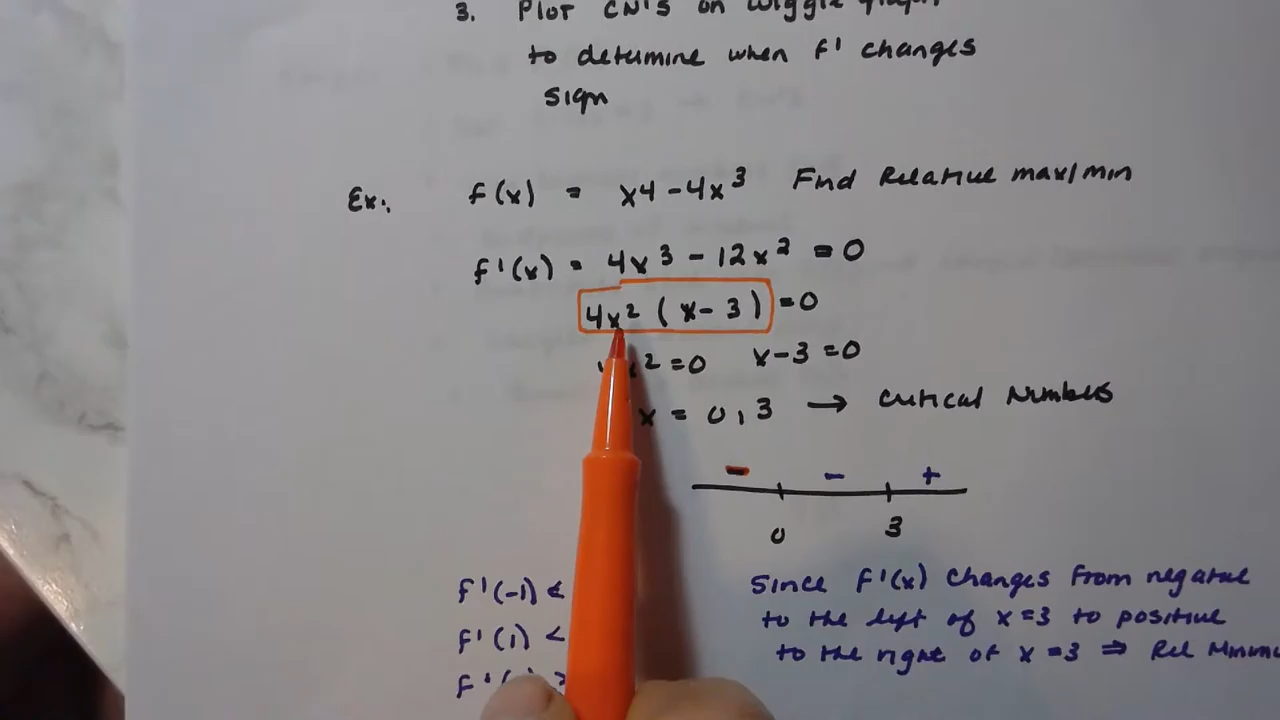 3. Plot CN's on wiggle graph
to determine when f' changes
sign
Ex: f(x) = x4 - 4x³ Find Relative max/min
f'(x) = 4x³ - 12x² = 0
4x² (x - 3) = 0
² = 0 x - 3 = 0
x = 0, 3 → Critical Numbers
- - +
0 3
f'(-1) <
f'(1) <
f'(
Since f'(x) changes from negative
to the left of x = 3 to positive
to the right of x = 3 ⇒ Rel